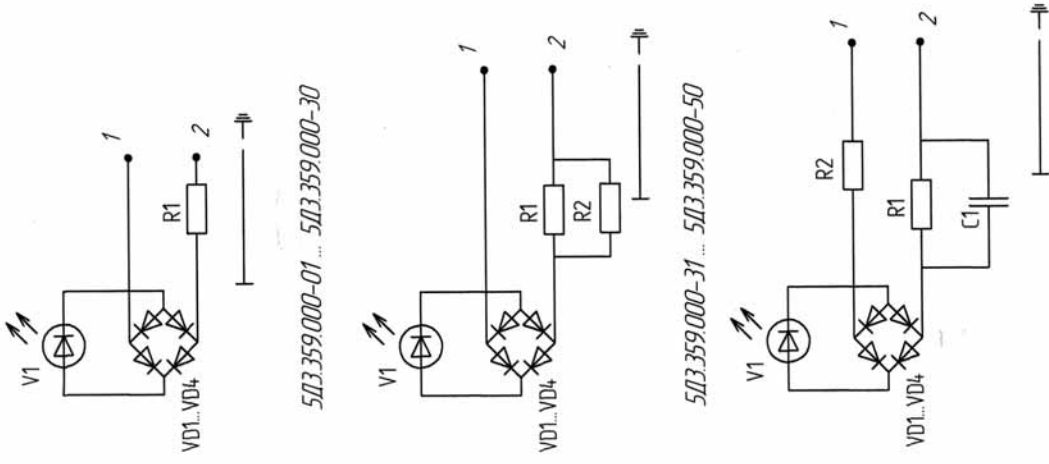 V1
VD1...VD4
R1
1
2
5Д3.359.000-01 ... 5Д3.359.000-30
V1
VD1...VD4
R1
R2
1
2
5Д3.359.000-31 ... 5Д3.359.000-50
V1
VD1...VD4
R2
R1
C1
1
2